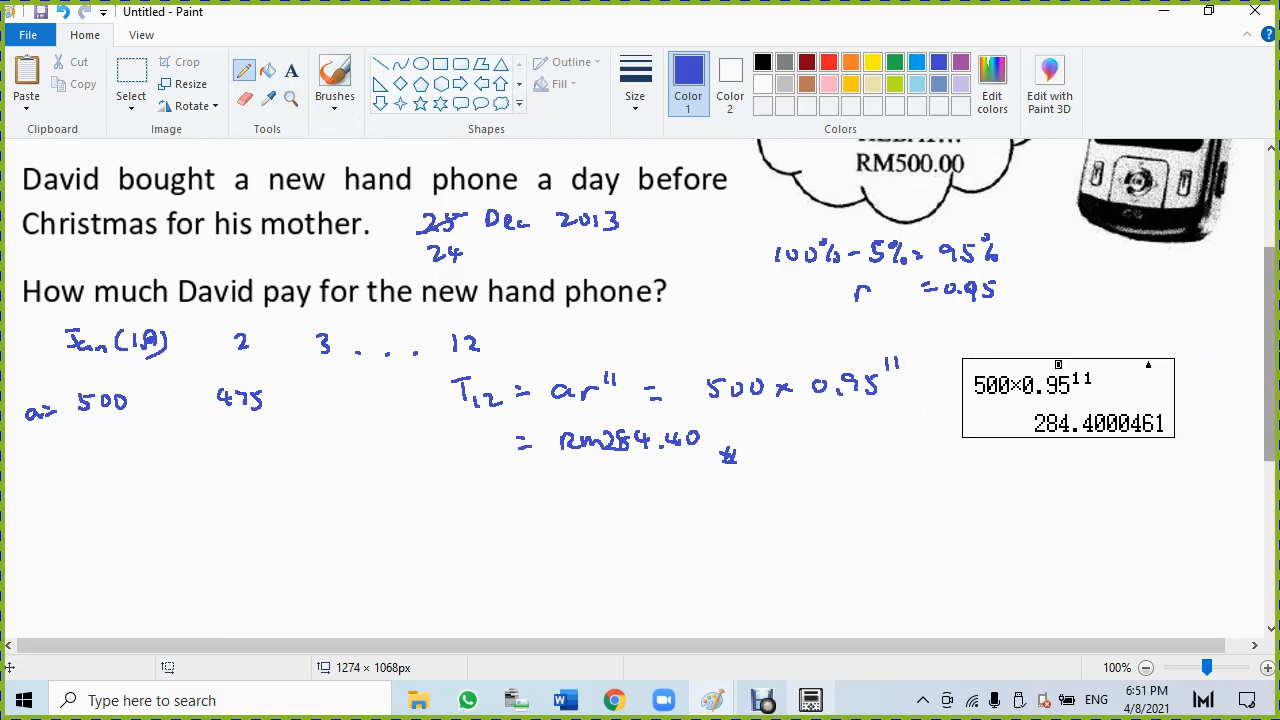 Untitled - Paint
File Home View
Paste
Cut
Copy
Clipboard
Select
Crop
Resize
Rotate
Image
Tools
Brushes
Shapes
Outline
Fill
Size
Color 1
Color 2
Edit colors
Colors
Edit with Paint 3D
RM500.00
David bought a new hand phone a day before
Christmas for his mother. 25 Dec 2013
24
100% - 5% = 95%
r = 0.95
How much David pay for the new hand phone?
2 3 . . . 12
a= 500 475
T12 = ar11 = 500 × 0.95 11
= RM284.40
500×0.95¹¹
284.4000461
1274 × 1068px
100%
Type here to search
ENG
6:51 PM
4/8/2021